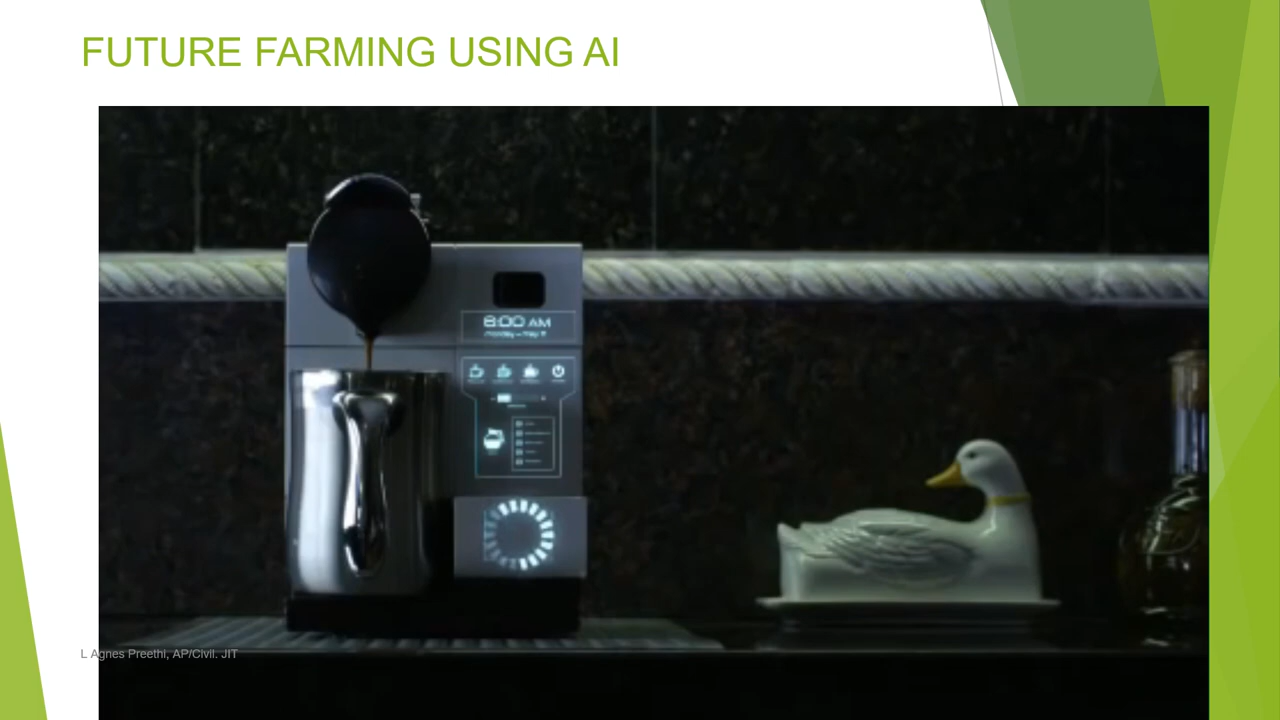 FUTURE FARMING USING AI
8:00 AM
L Agnes Preethi, AP/Civil. JIT